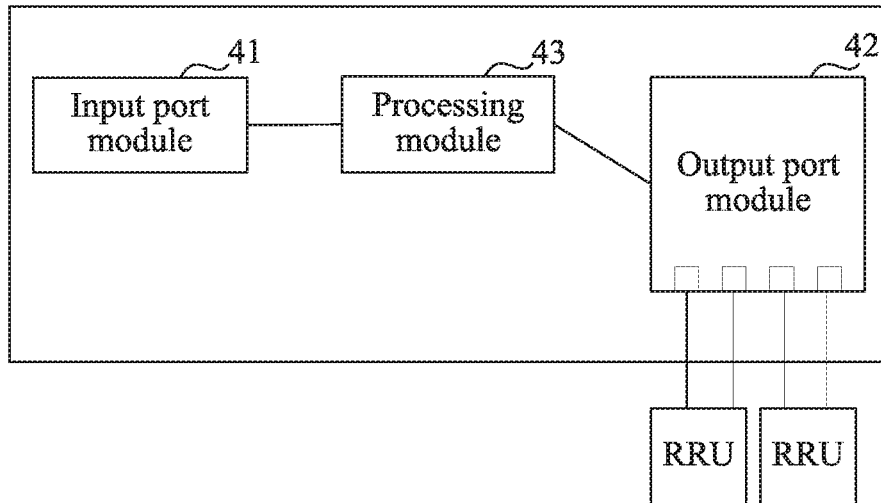 41
Input port
module
43
Processing
module
42
Output port
module
RRU
RRU